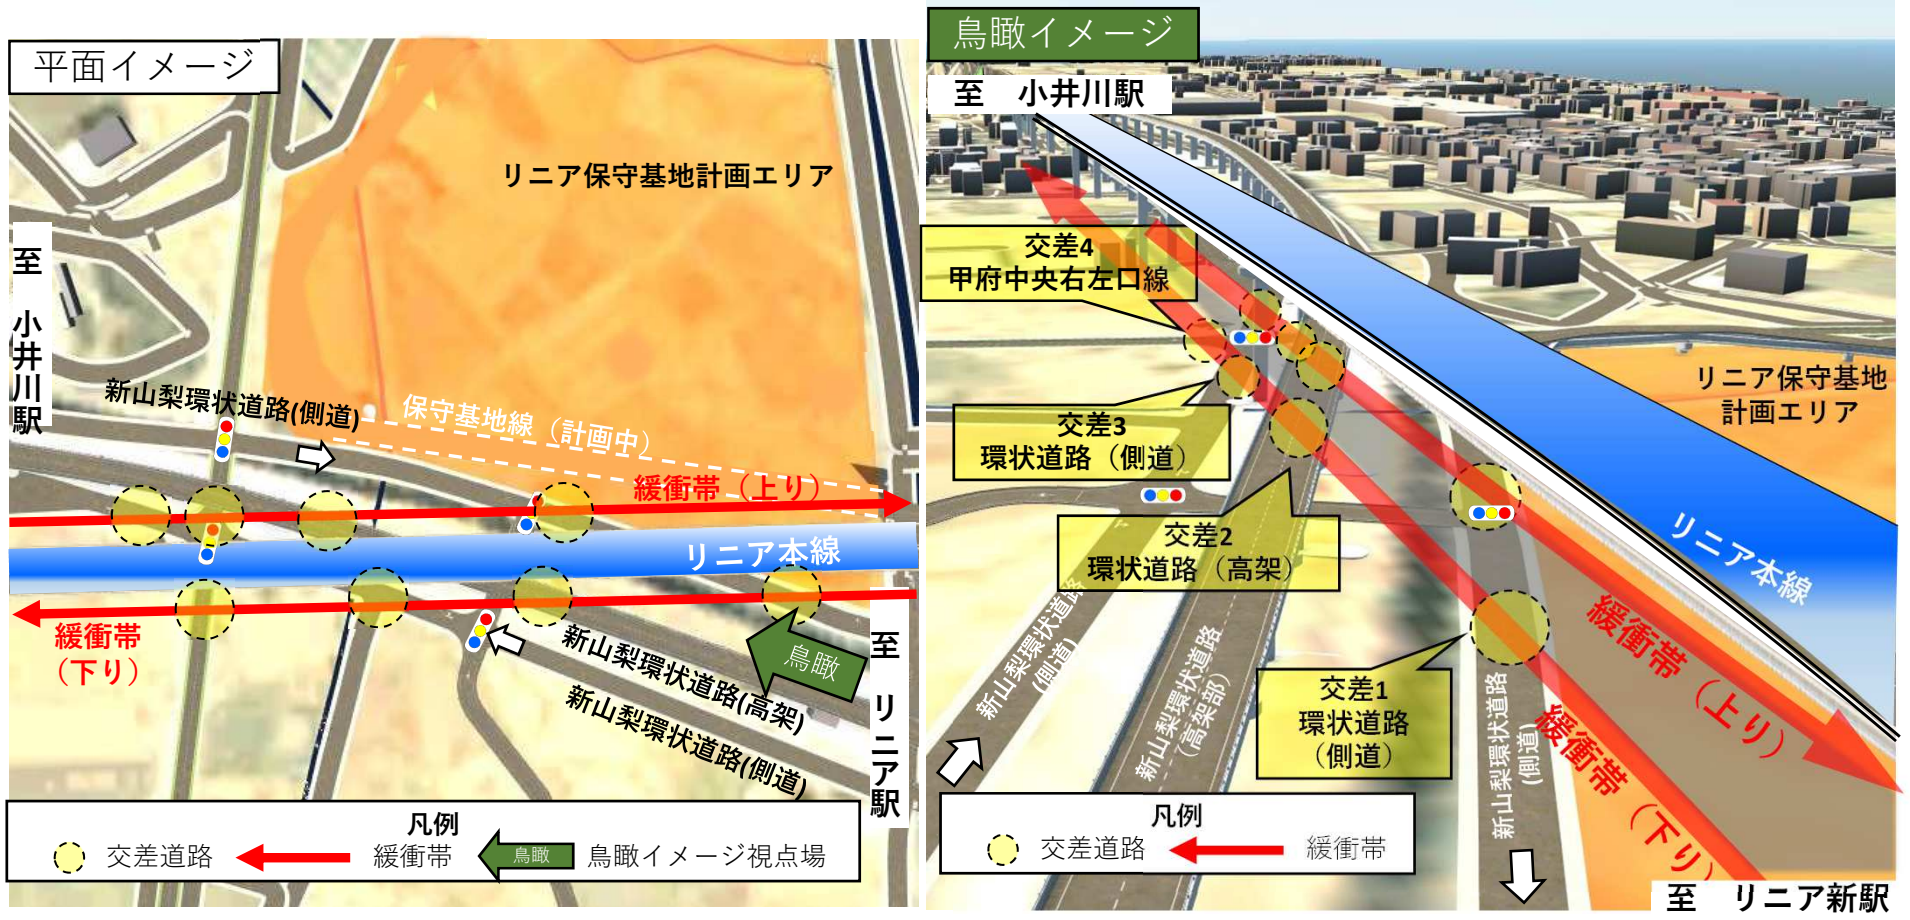 平面イメージ
リニア保守基地計画エリア
至 小井川駅
新山梨環状道路(側道)
保守基地線（計画中）
緩衝帯（上り）
リニア本線
緩衝帯
（下り）
新山梨環状道路(高架)
新山梨環状道路(側道)
鳥瞰
至 リニア駅
凡例
交差道路
緩衝帯
鳥瞰
鳥瞰イメージ視点場
鳥瞰イメージ
至 小井川駅
交差4
甲府中央右左口線
交差3
環状道路（側道）
交差2
環状道路（高架）
交差1
環状道路
（側道）
リニア保守基地
計画エリア
リニア本線
緩衝帯（上り）
緩衝帯（下り）
新山梨環状道路
(側道)
新山梨環状道路
（高架部）
新山梨環状道路
(側道)
凡例
交差道路
緩衝帯
至 リニア新駅